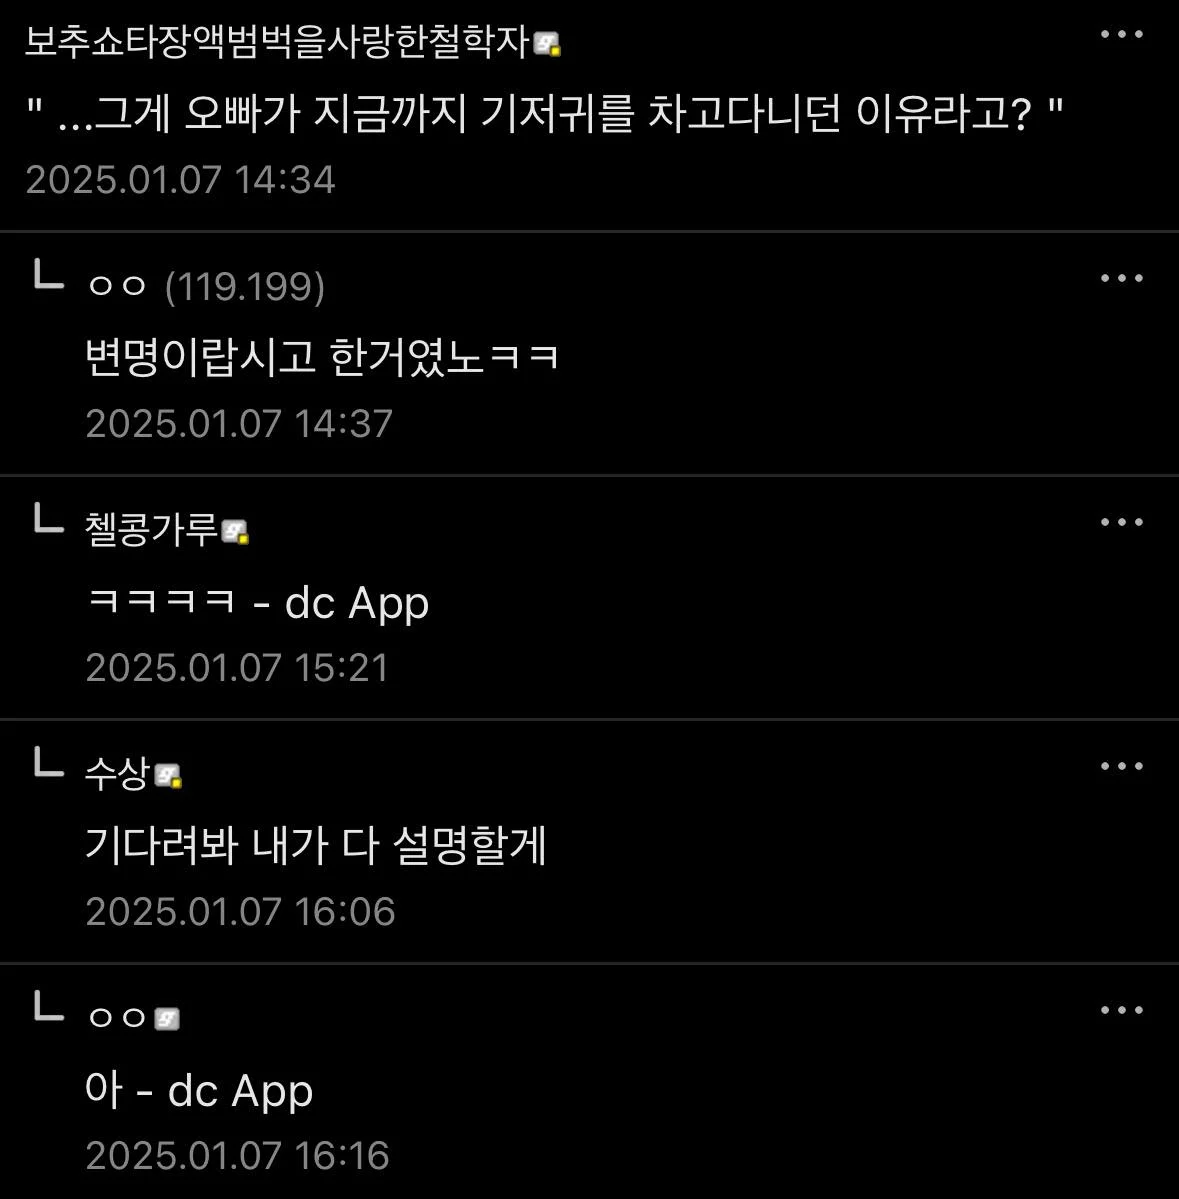 보추쇼타장액범벅을사랑한철학자
" ...그게 오빠가 지금까지 기저귀를 차고다니던 이유라고? "
2025.01.07 14:34
ㅇㅇ (119.199)
변명이랍시고 한거였노ㅋㅋ
2025.01.07 14:37
첼콩가루
ㅋㅋㅋㅋ - dc App
2025.01.07 15:21
수상
기다려봐 내가 다 설명할게
2025.01.07 16:06
ㅇㅇ
아 - dc App
2025.01.07 16:16